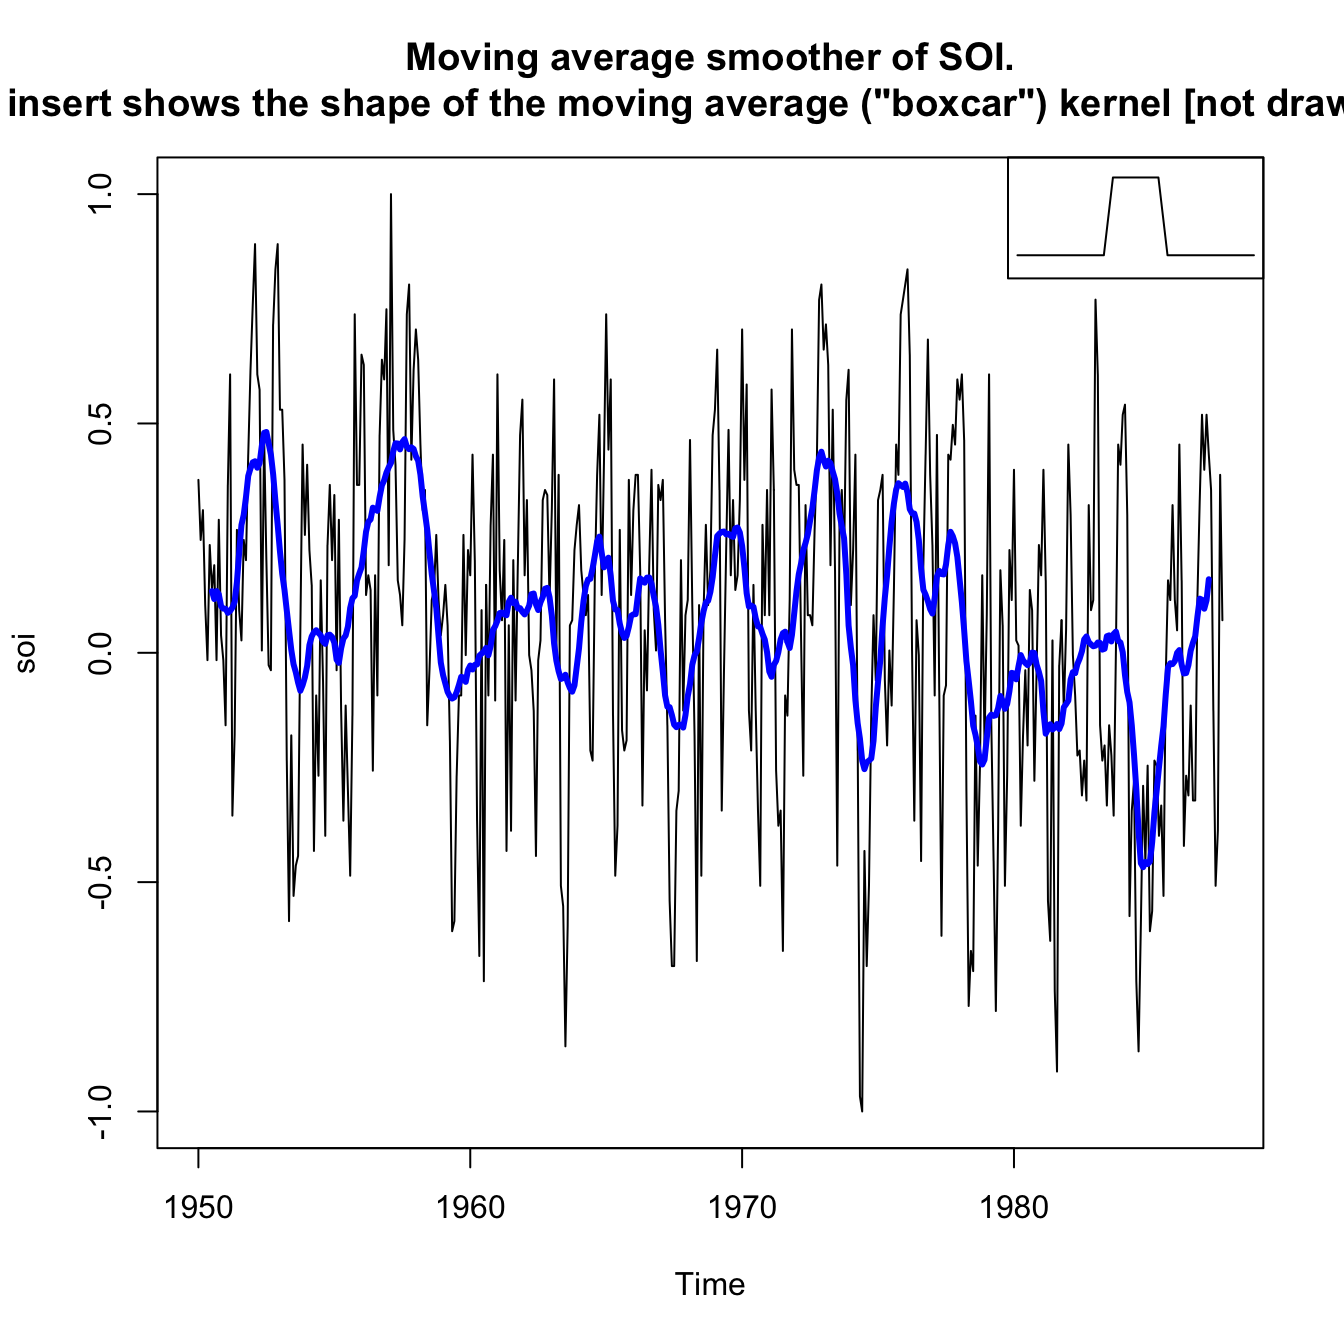 Moving average smoother of SOI.
insert shows the shape of the moving average ("boxcar") kernel [not
1.0
0.5
0.0
-0.5
-1.0
soi
1950 1960 1970 1980
Time